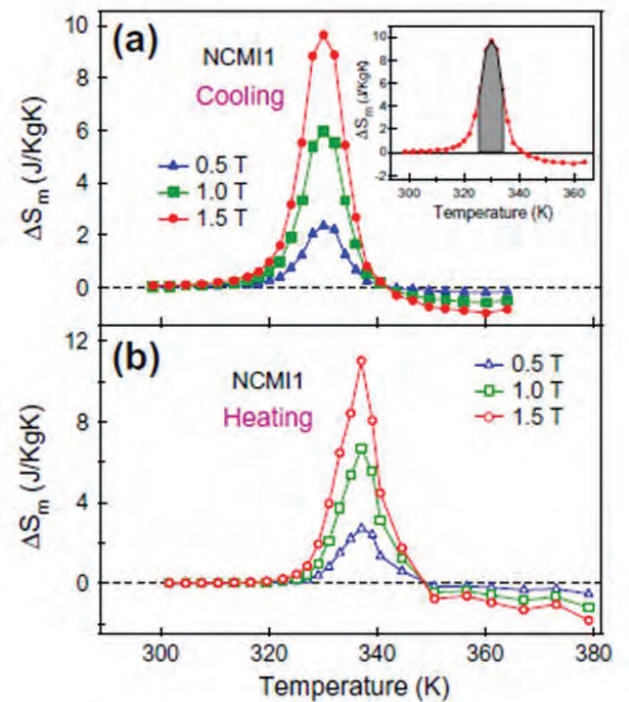 (a)
NCMI1
Cooling
0.5 T
1.0 T
1.5 T
ΔSm (J/KgK)
10
8
6
4
2
0
ΔSm (J/KgK)
10
8
6
4
2
0
-2
300 320 340 360
Temperature (K)
(b)
NCMI1
Heating
0.5 T
1.0 T
1.5 T
ΔSm (J/KgK)
12
8
4
0
300 320 340 360 380
Temperature (K)